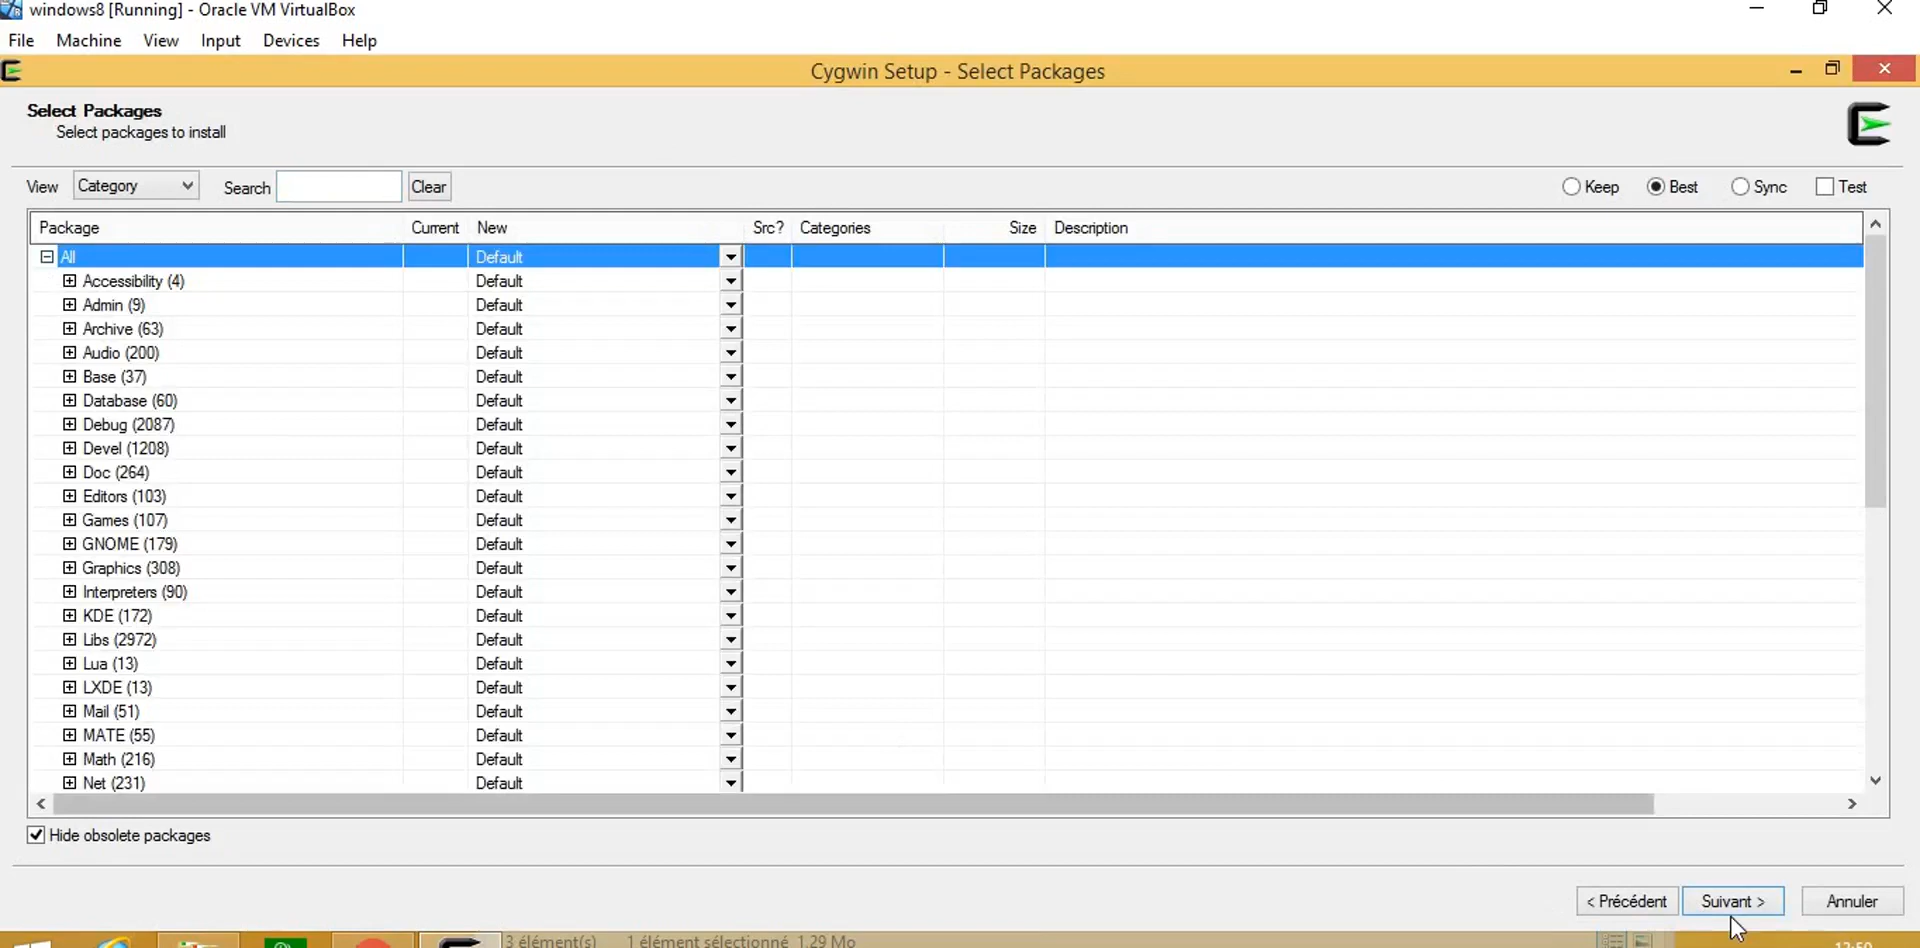 windows8 [Running] - Oracle VM VirtualBox
File Machine View Input Devices Help
Cygwin Setup - Select Packages
Select Packages
Select packages to install
View Category Search Clear Keep Best Sync Test
Package Current New Src? Categories Size Description
All Default
Accessibility (4) Default
Admin (9) Default
Archive (63) Default
Audio (200) Default
Base (37) Default
Database (60) Default
Debug (2087) Default
Devel (1208) Default
Doc (264) Default
Editors (103) Default
Games (107) Default
GNOME (179) Default
Graphics (308) Default
Interpreters (90) Default
KDE (172) Default
Libs (2972) Default
Lua (13) Default
LXDE (13) Default
Mail (51) Default
MATE (55) Default
Math (216) Default
Net (231) Default
Hide obsolete packages
< Précédent Suivant > Annuler
3 élément(s) 1 élément sélectionné 1,29 Mo